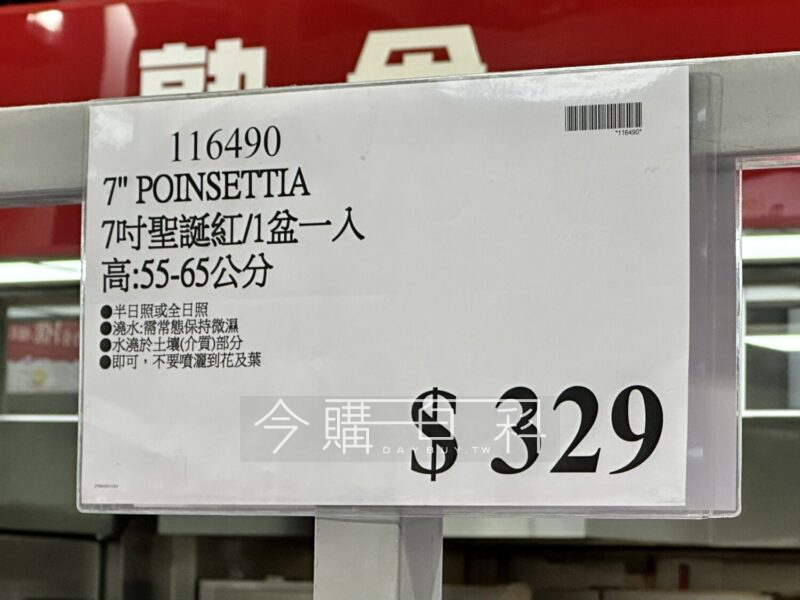 熟食
116490
*116490*
7" POINSETTIA
7吋聖誕紅/1盆一入
高:55-65公分
●半日照或全日照
●澆水:需常態保持微濕
●水澆於土壤(介質)部分
●即可，不要噴灑到花及葉
$ 329
今購百科
DAYBUY.TW